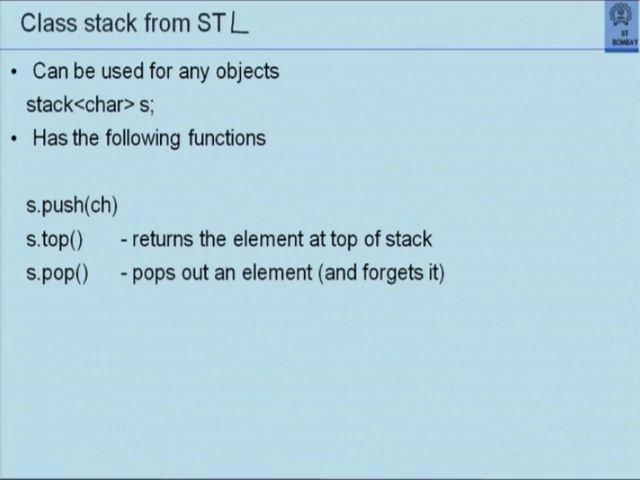 Class stack from STL
IIT
BOMBAY
• Can be used for any objects
stack<char> s;
• Has the following functions
s.push(ch)
s.top() - returns the element at top of stack
s.pop() - pops out an element (and forgets it)